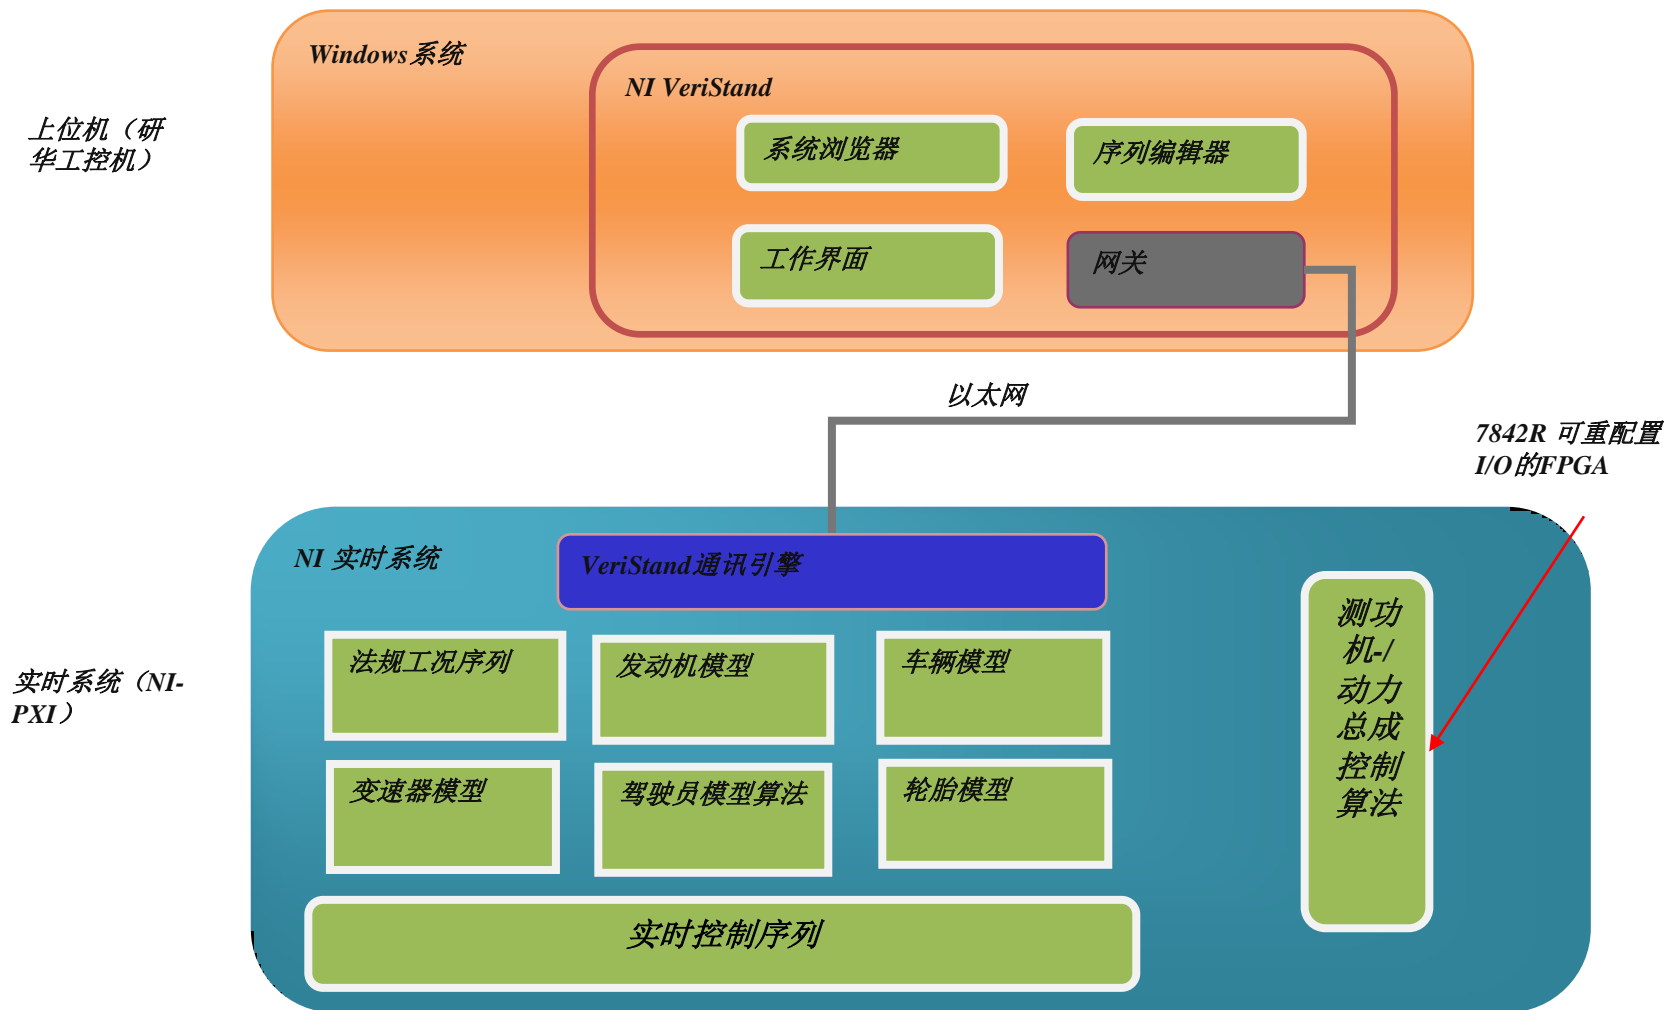 Windows系统
NI VeriStand
上位机（研
华工控机）
系统浏览器
序列编辑器
工作界面
网关
以太网
7842R 可重配置
I/O的FPGA
NI 实时系统
VeriStand通讯引擎
实时系统（NI-
PXI）
法规工况序列
发动机模型
车辆模型
变速器模型
驾驶员模型算法
轮胎模型
测功
机-/
动力
总成
控制
算法
实时控制序列